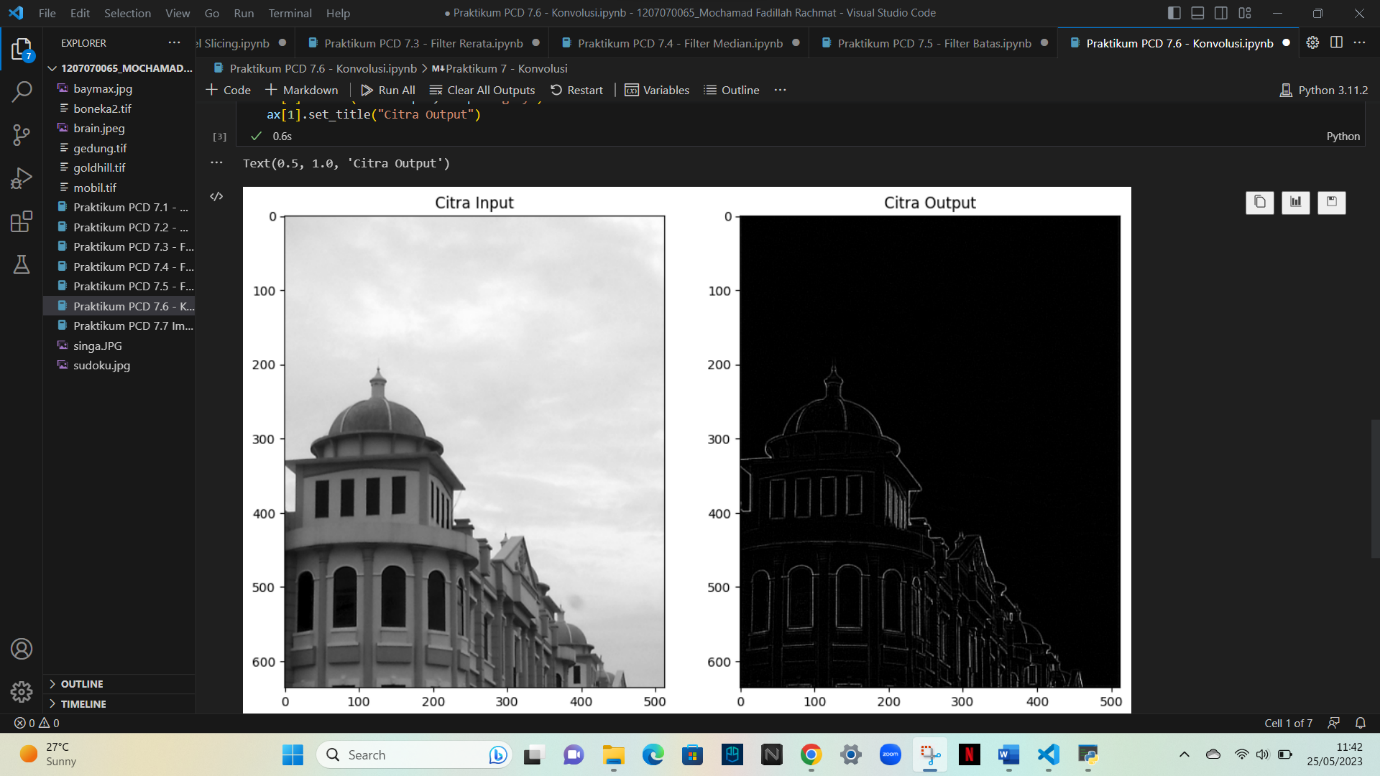 File Edit Selection View Go Run Terminal Help
● Praktikum PCD 7.6 - Konvolusi.ipynb - 1207070065_Mochamad Fadillah Rachmat - Visual Studio Code
EXPLORER
el Slicing.ipynb
Praktikum PCD 7.3 - Filter Rerata.ipynb
Praktikum PCD 7.4 - Filter Median.ipynb
Praktikum PCD 7.5 - Filter Batas.ipynb
Praktikum PCD 7.6 - Konvolusi.ipynb
7
1207070065_MOCHAMAD...
baymax.jpg
boneka2.tif
brain.jpeg
gedung.tif
goldhill.tif
mobil.tif
Praktikum PCD 7.1 - ...
Praktikum PCD 7.2 - ...
Praktikum PCD 7.3 - F...
Praktikum PCD 7.4 - F...
Praktikum PCD 7.5 - F...
Praktikum PCD 7.6 - K...
Praktikum PCD 7.7 Im...
singa.JPG
sudoku.jpg
OUTLINE
TIMELINE
Praktikum PCD 7.6 - Konvolusi.ipynb > M↓Praktikum 7 - Konvolusi
+ Code + Markdown Run All Clear All Outputs Restart Variables Outline ...
Python 3.11.2
ax[1].set_title("Citra Output")
[3] ✓ 0.6s
Python
Text(0.5, 1.0, 'Citra Output')
Citra Input
0
100
200
300
400
500
600
0 100 200 300 400 500
Citra Output
0
100
200
300
400
500
600
0 100 200 300 400 500
0 0
Cell 1 of 7
27°C
Sunny
Search
zoom
N
W
11:42
25/05/2023